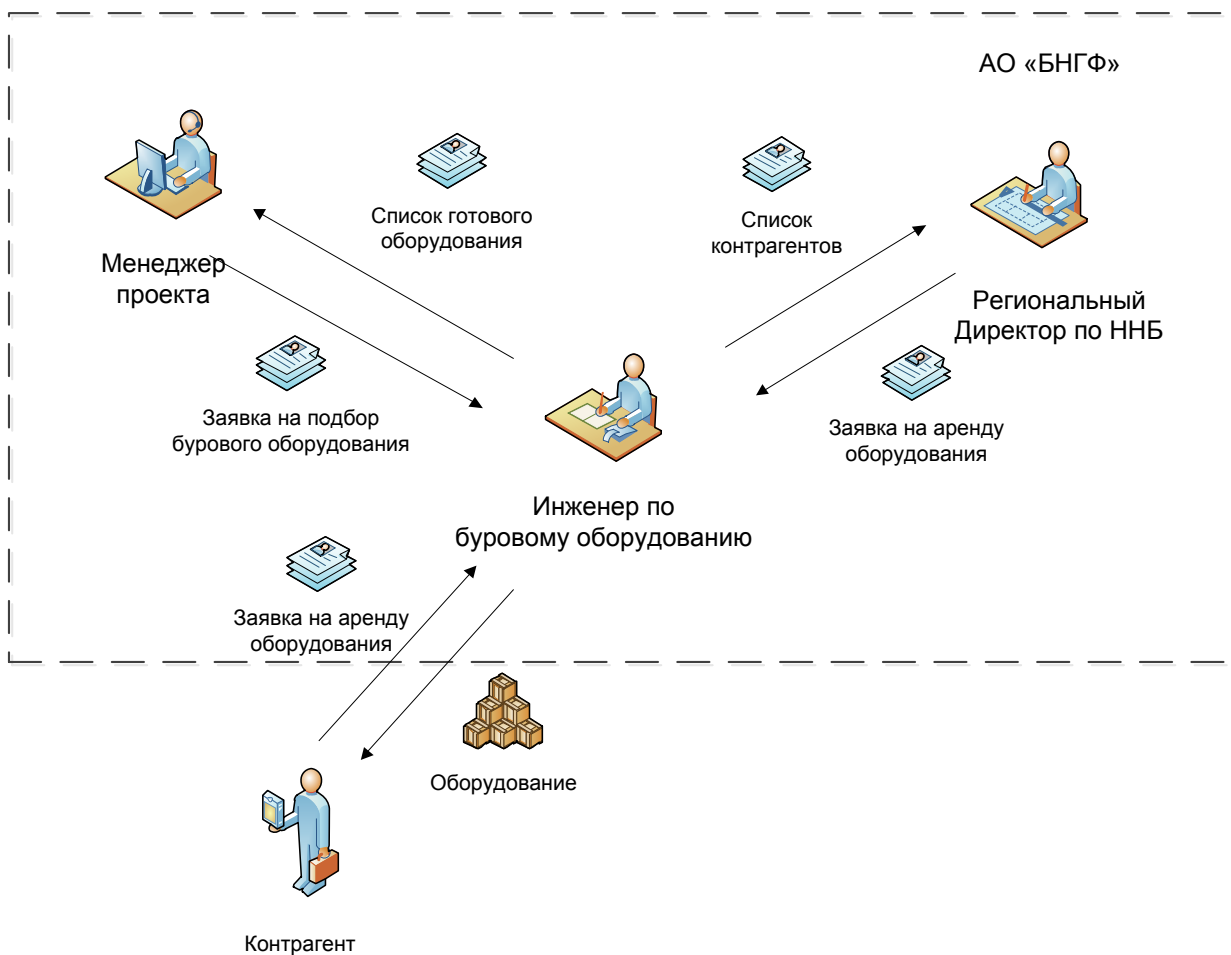 АО «БНГФ»
Список готового
оборудования
Список
контрагентов
Менеджер
проекта
Региональный
Директор по ННБ
Заявка на подбор
бурового оборудования
Заявка на аренду
оборудования
Инженер по
буровому оборудованию
Заявка на аренду
оборудования
Оборудование
Контрагент